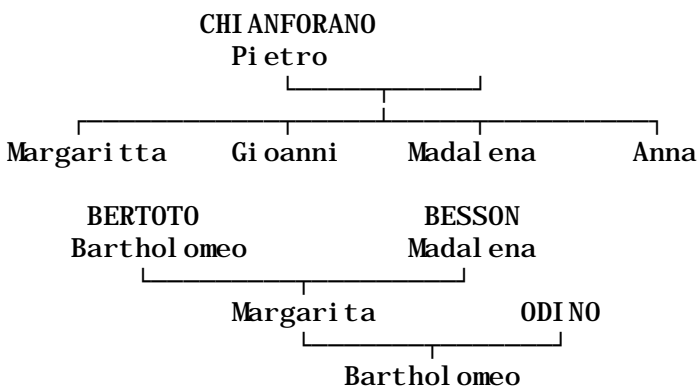 CHIANFORANO
Pietro
Margaritta Gioanni Madalena Anna
BERTOTO BESSON
Bartholomeo Madalena
Margarita ODINO
Bartholomeo